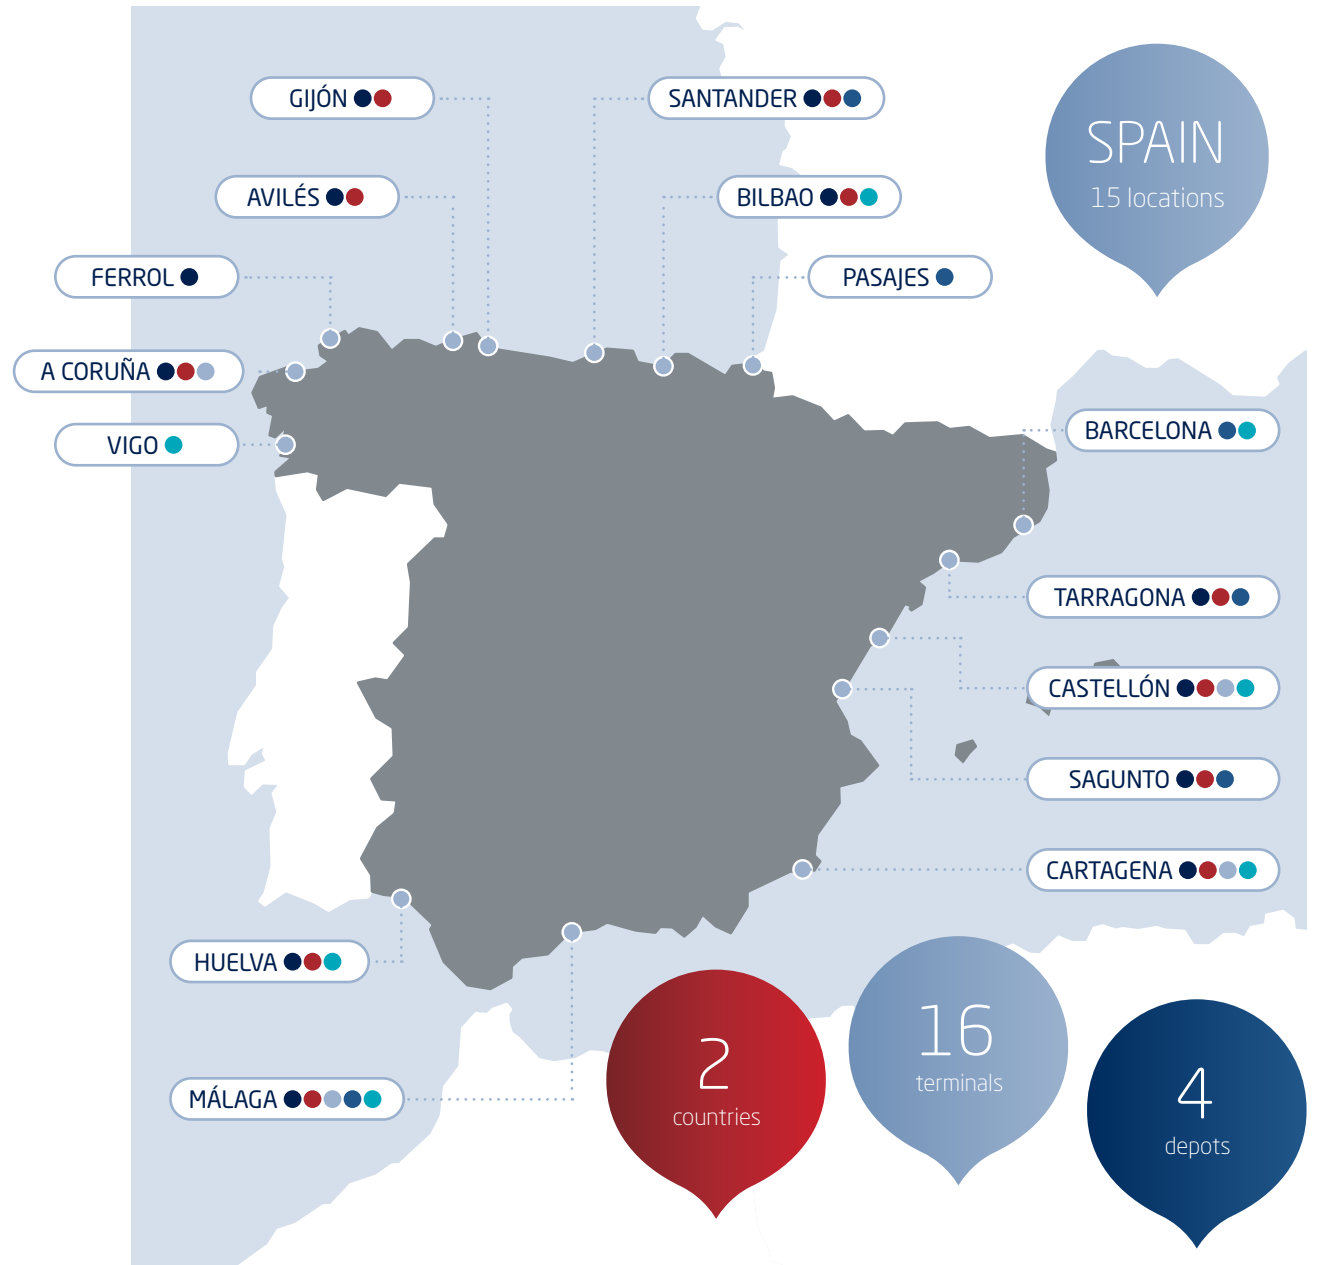 GIJÓN
SANTANDER
SPAIN
15 locations
AVILÉS
BILBAO
FERROL
PASAJES
A CORUÑA
VIGO
BARCELONA
TARRAGONA
CASTELLÓN
SAGUNTO
CARTAGENA
HUELVA
MÁLAGA
2
countries
16
terminals
4
depots